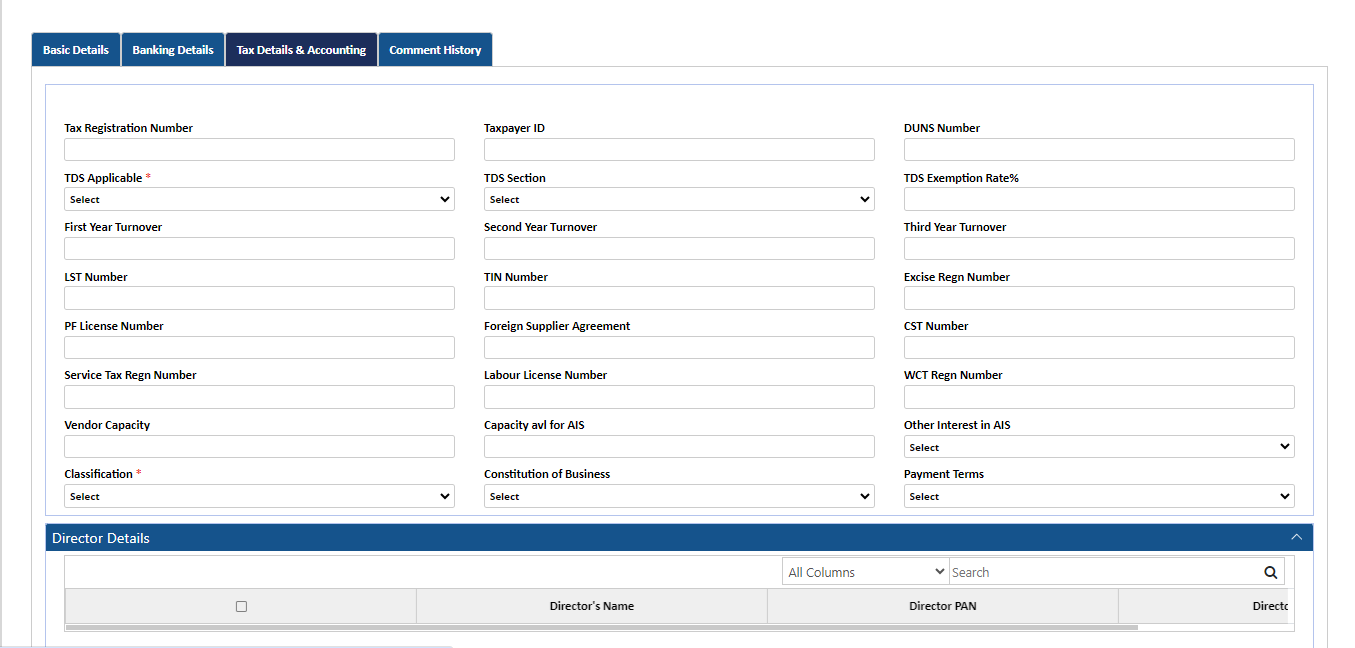 Basic Details Banking Details Tax Details & Accounting Comment History
Tax Registration Number Taxpayer ID DUNS Number
TDS Applicable * TDS Section TDS Exemption Rate%
Select Select
First Year Turnover Second Year Turnover Third Year Turnover
LST Number TIN Number Excise Regn Number
PF License Number Foreign Supplier Agreement CST Number
Service Tax Regn Number Labour License Number WCT Regn Number
Vendor Capacity Capacity avl for AIS Other Interest in AIS
Select
Classification * Constitution of Business Payment Terms
Select Select Select
Director Details
All Columns Search
Director's Name Director PAN Directo